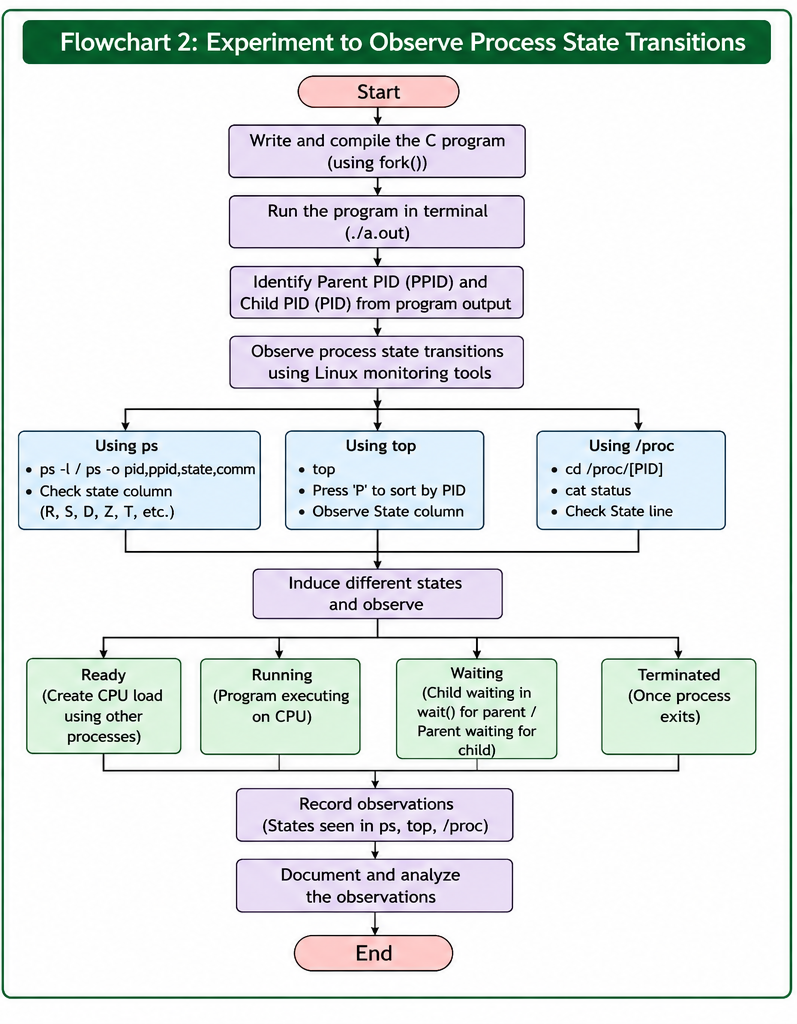 Flowchart 2: Experiment to Observe Process State Transitions
Start
Write and compile the C program
(using fork())
Run the program in terminal
(./a.out)
Identify Parent PID (PPID) and
Child PID (PID) from program output
Observe process state transitions
using Linux monitoring tools
Using ps
• ps -l / ps -o pid,ppid,state,comm
• Check state column
(R, S, D, Z, T, etc.)
Using top
• top
• Press 'P' to sort by PID
• Observe State column
Using /proc
• cd /proc/[PID]
• cat status
• Check State line
Induce different states
and observe
Ready
(Create CPU load
using other
processes)
Running
(Program executing
on CPU)
Waiting
(Child waiting in
wait() for parent /
Parent waiting for
child)
Terminated
(Once process
exits)
Record observations
(States seen in ps, top, /proc)
Document and analyze
the observations
End